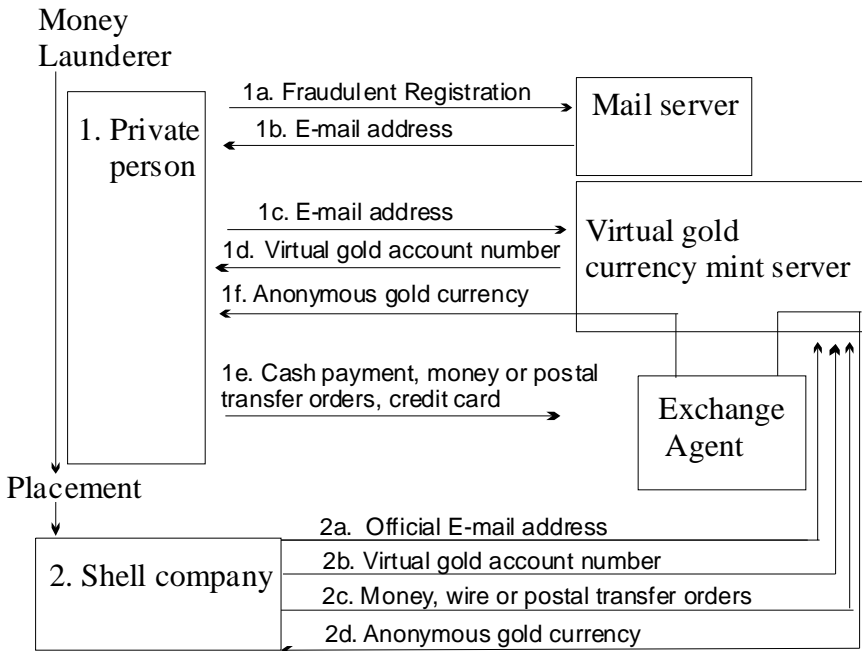 Money
Launderer
1a. Fraudulent Registration
Mail server
1. Private
person
1b. E-mail address
1c. E-mail address
Virtual gold
currency mint server
1d. Virtual gold account number
1f. Anonymous gold currency
1e. Cash payment, money or postal
transfer orders, credit card
Exchange
Agent
Placement
2a. Official E-mail address
2. Shell company
2b. Virtual gold account number
2c. Money, wire or postal transfer orders
2d. Anonymous gold currency